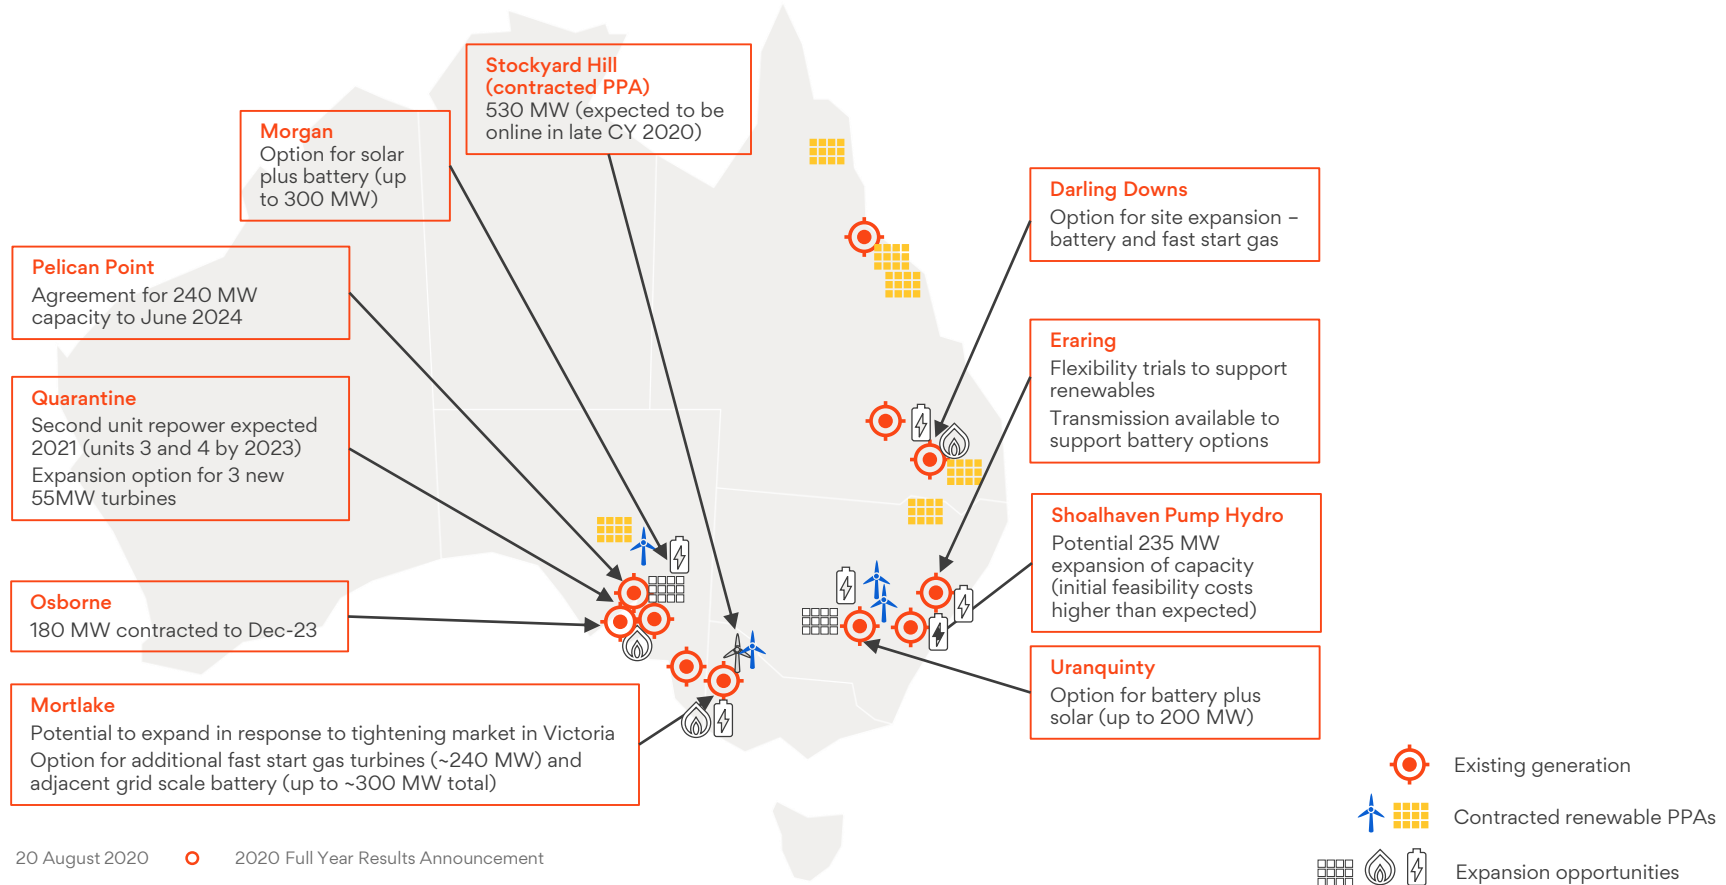 Stockyard Hill
(contracted PPA)
530 MW (expected to be
online in late CY 2020)
Morgan
Option for solar
plus battery (up
to 300 MW)
Pelican Point
Agreement for 240 MW
capacity to June 2024
Quarantine
Second unit repower expected
2021 (units 3 and 4 by 2023)
Expansion option for 3 new
55MW turbines
Osborne
180 MW contracted to Dec-23
Mortlake
Potential to expand in response to tightening market in Victoria
Option for additional fast start gas turbines (~240 MW) and
adjacent grid scale battery (up to ~300 MW total)
Darling Downs
Option for site expansion –
battery and fast start gas
Eraring
Flexibility trials to support
renewables
Transmission available to
support battery options
Shoalhaven Pump Hydro
Potential 235 MW
expansion of capacity
(initial feasibility costs
higher than expected)
Uranquinty
Option for battery plus
solar (up to 200 MW)
Existing generation
Contracted renewable PPAs
Expansion opportunities
20 August 2020
2020 Full Year Results Announcement